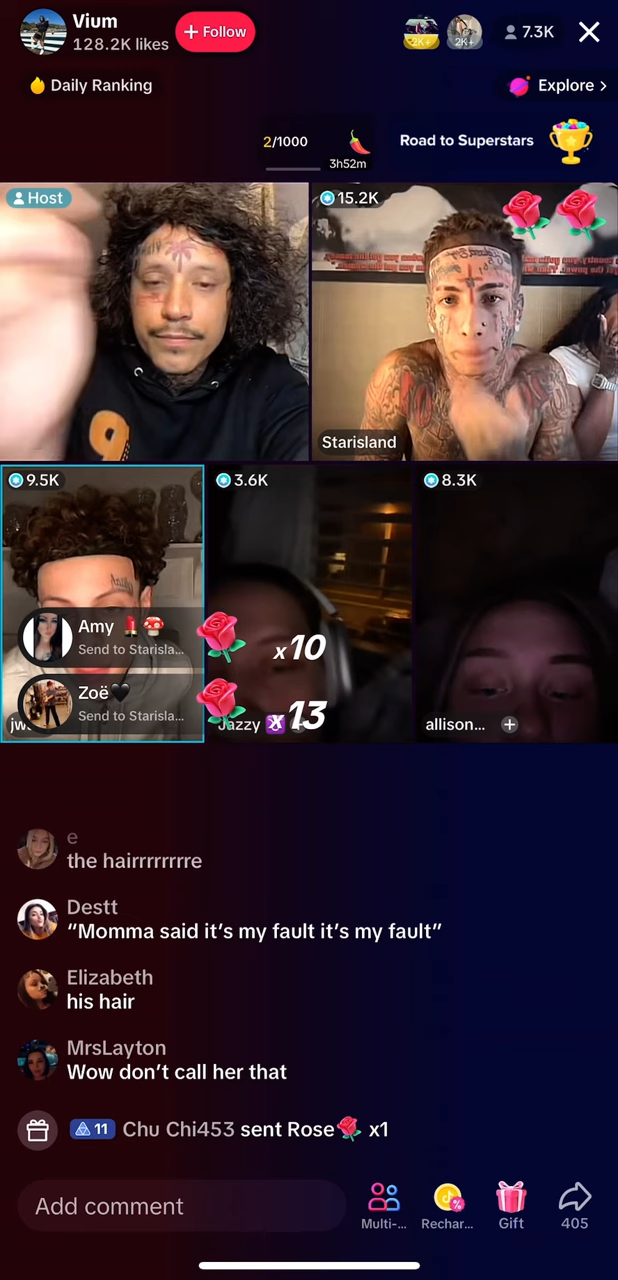 Vium
128.2K likes
+ Follow
2K+
2K+
7.3K
Daily Ranking
Explore >
2/1000
3h52m
Road to Superstars
Host
15.2K
Starisland
9.5K
3.6K
8.3K
Amy
Send to Starisla...
x10
Zoë
Send to Starisla...
x13
Jazzy
allison...
e
the hairrrrrrrre
Destt
“Momma said it’s my fault it’s my fault”
Elizabeth
his hair
MrsLayton
Wow don’t call her that
11 Chu Chi453 sent Rose x1
Add comment
Multi-...
Rechar...
Gift
405